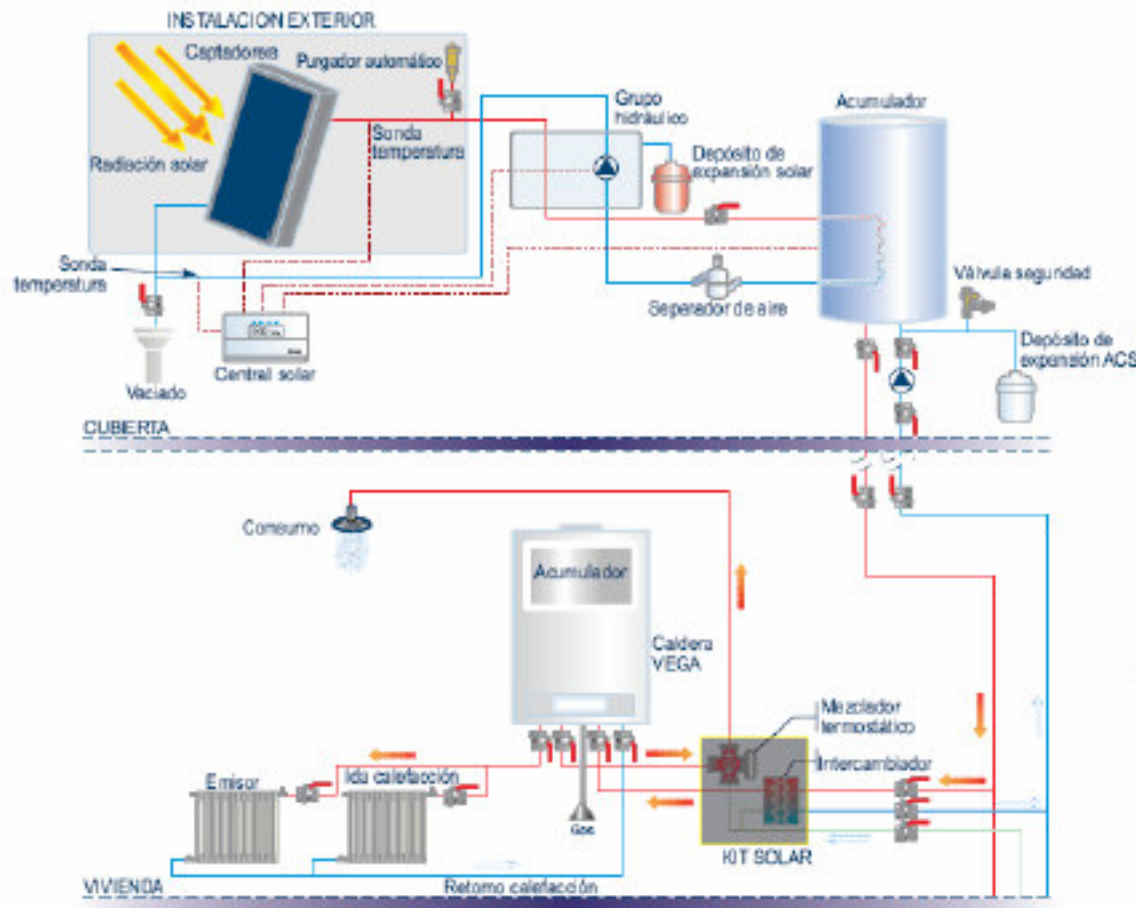 INSTALACION EXTERIOR
Captadores
Purgador automático
Radiación solar
Sonda
temperatura
Grupo
hidráulico
Depósito de
expansión solar
Acumulador
Sonda
temperatura
Vaciado
Central solar
Separador de aire
Válvula seguridad
Depósito de
expansión ACS
CUBIERTA
Consumo
Acumulador
Caldera
VEGA
Mezclador
termostático
Intercambiador
Emisor
Ida calefacción
Gas
KIT SOLAR
Retorno calefacción
VIVIENDA